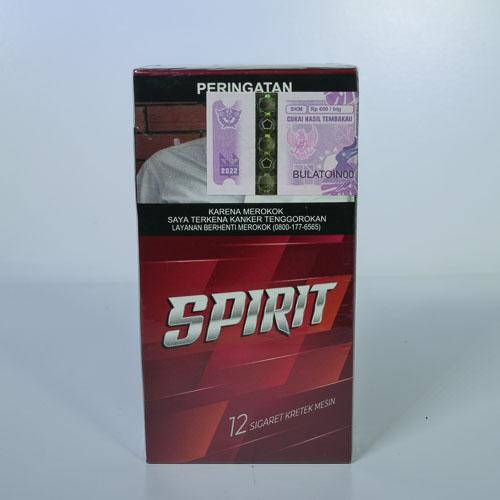 PERINGATAN
SKM Rp 600 / btg
CUKAI HASIL TEMBAKAU
2022
BULATOIN00
KARENA MEROKOK
SAYA TERKENA KANKER TENGGOROKAN
LAYANAN BERHENTI MEROKOK (0800-177-6565)
SPIRIT
12 SIGARET KRETEK MESIN